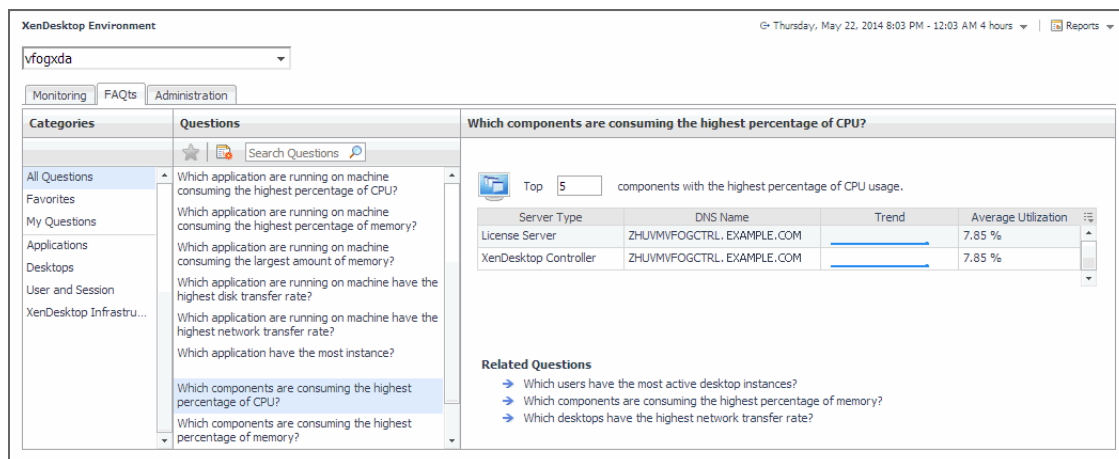 XenDesktop Environment
Thursday, May 22, 2014 8:03 PM - 12:03 AM 4 hours
Reports
vfogxda
Monitoring FAQts Administration
Categories
All Questions
Favorites
My Questions
Applications
Desktops
User and Session
XenDesktop Infrastru...
Questions
Search Questions
Which application are running on machine
consuming the highest percentage of CPU?
Which application are running on machine
consuming the highest percentage of memory?
Which application are running on machine
consuming the largest amount of memory?
Which application are running on machine have the
highest disk transfer rate?
Which application are running on machine have the
highest network transfer rate?
Which application have the most instance?
Which components are consuming the highest
percentage of CPU?
Which components are consuming the highest
percentage of memory?
Which components are consuming the highest percentage of CPU?
Top 5 components with the highest percentage of CPU usage.
Server Type DNS Name Trend Average Utilization
License Server ZHUVMVFOGCTRL.EXAMPLE.COM 7.85 %
XenDesktop Controller ZHUVMVFOGCTRL.EXAMPLE.COM 7.85 %
Related Questions
Which users have the most active desktop instances?
Which components are consuming the highest percentage of memory?
Which desktops have the highest network transfer rate?